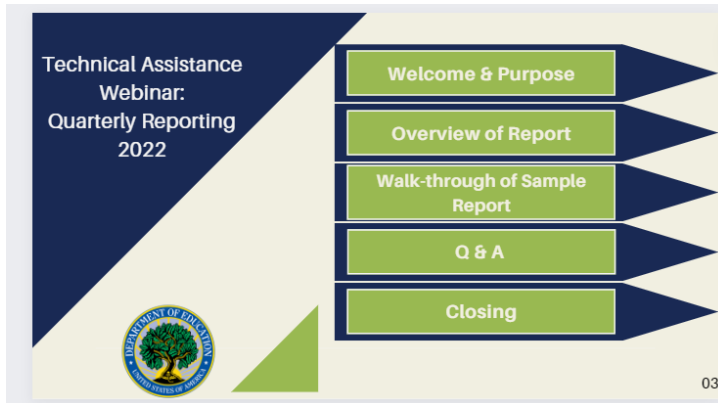 Technical Assistance
Webinar:
Quarterly Reporting
2022
Welcome & Purpose
Overview of Report
Walk-through of Sample
Report
Q & A
Closing
DEPARTMENT OF EDUCATION
UNITED STATES OF AMERICA
03